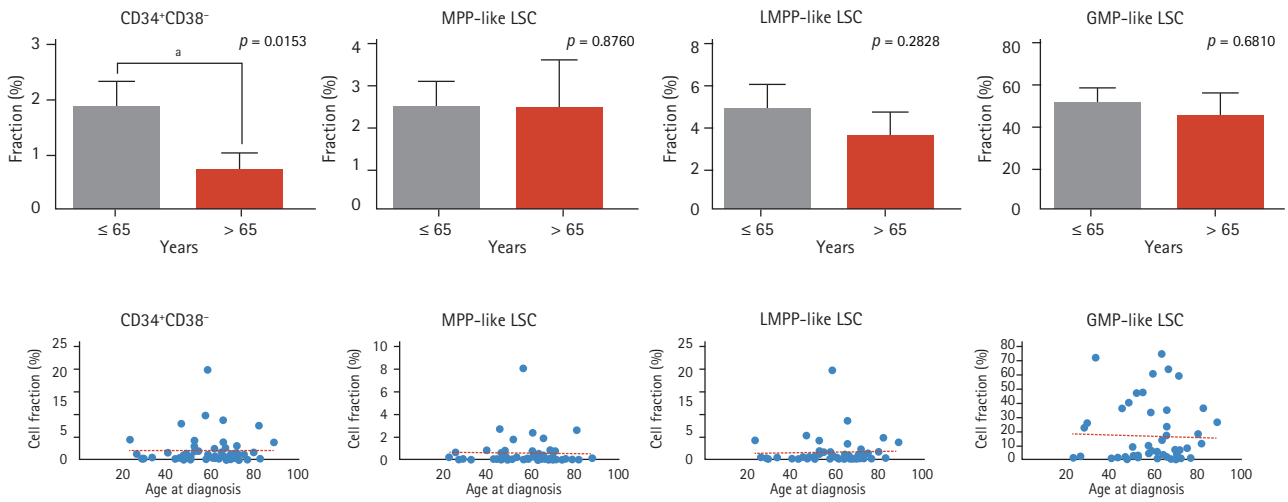 CD34⁺CD38⁻
MPP-like LSC
LMPP-like LSC
GMP-like LSC
Fraction (%)
3
2
1
0
a
p = 0.0153
≤ 65
> 65
Years
Fraction (%)
4
3
2
1
0
p = 0.8760
≤ 65
> 65
Years
Fraction (%)
8
6
4
2
0
p = 0.2828
≤ 65
> 65
Years
Fraction (%)
80
60
40
20
0
p = 0.6810
≤ 65
> 65
Years
CD34⁺CD38⁻
MPP-like LSC
LMPP-like LSC
GMP-like LSC
Cell fraction (%)
25
20
15
10
5
0
20 40 60 80 100
Age at diagnosis
Cell fraction (%)
10
8
6
4
2
0
20 40 60 80 100
Age at diagnosis
Cell fraction (%)
25
20
15
10
5
0
20 40 60 80 100
Age at diagnosis
Cell fraction (%)
80
70
60
50
40
30
20
10
0
0 20 40 60 80 100
Age at diagnosis